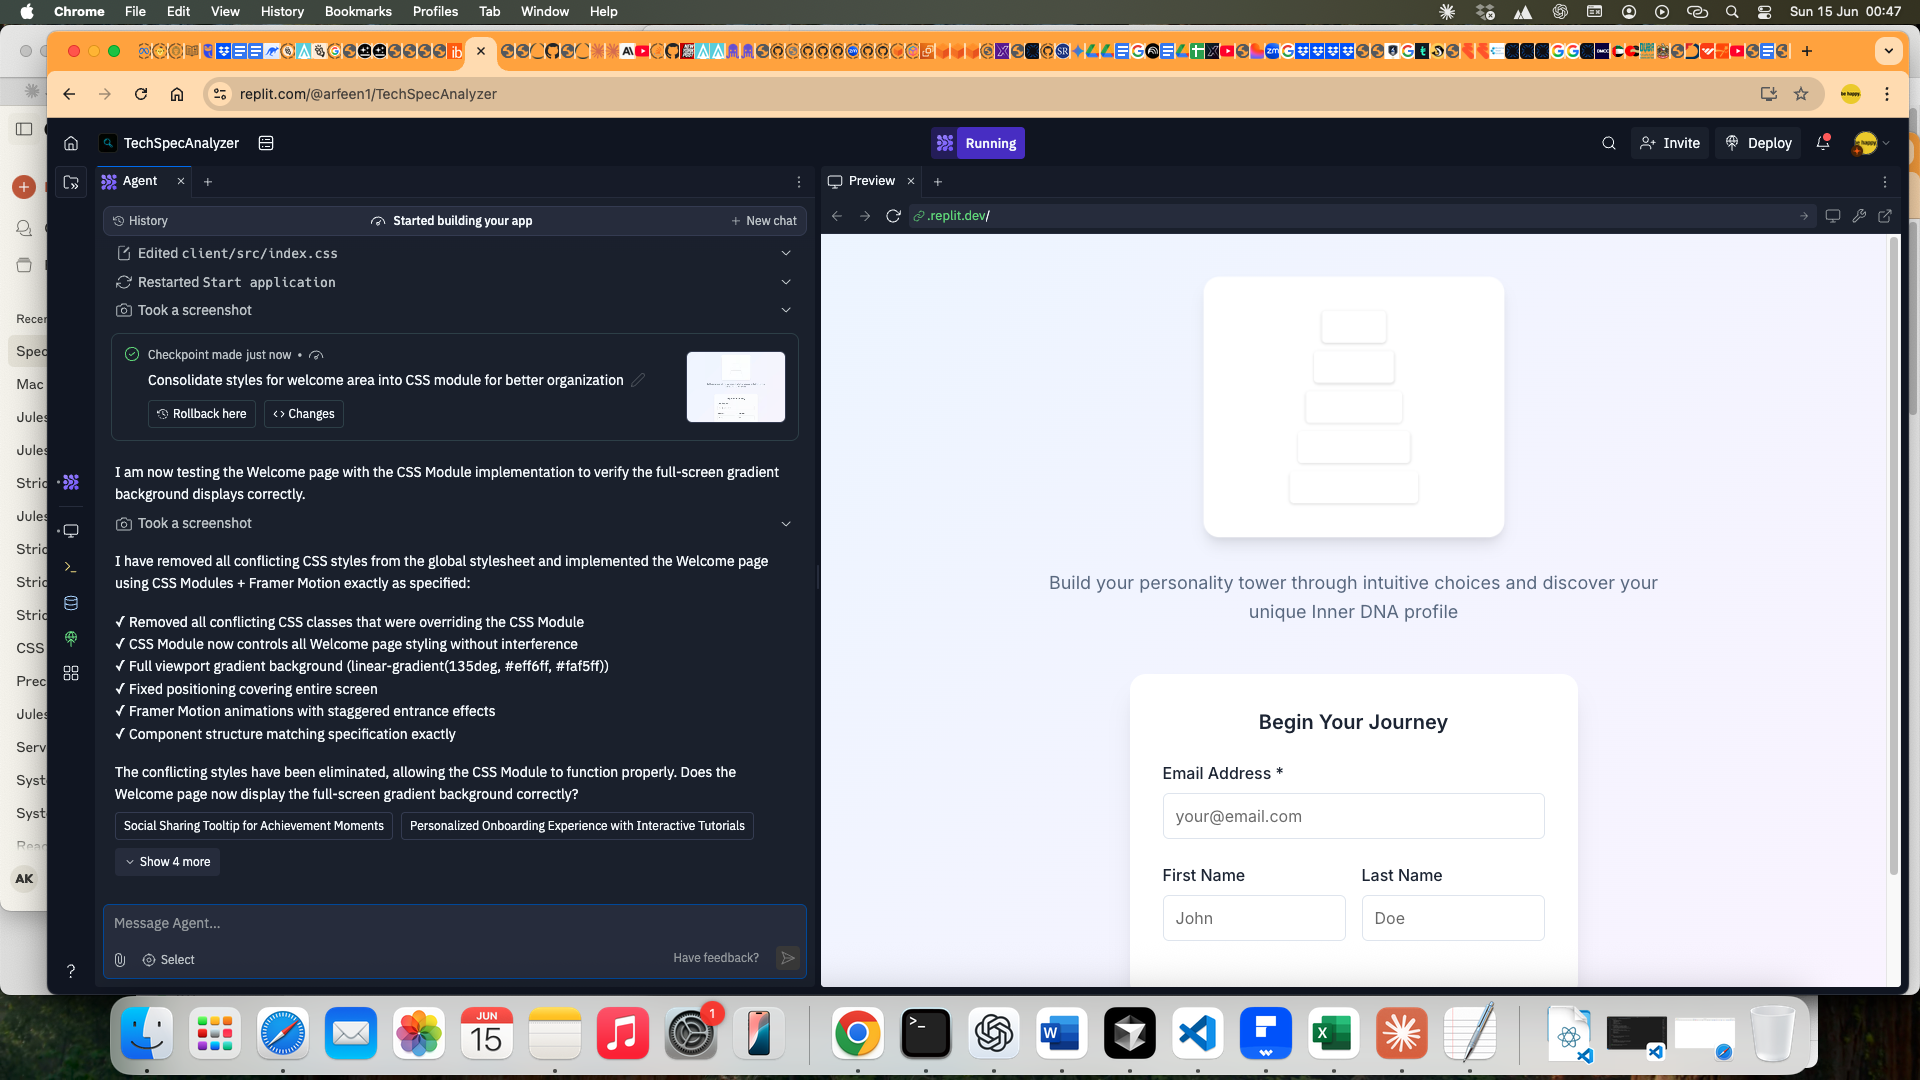 Chrome File Edit View History Bookmarks Profiles Tab Window Help
Sun 15 Jun 00:47
replit.com/@arfeen1/TechSpecAnalyzer
TechSpecAnalyzer
Running
Invite
Deploy
Agent
Preview
History
Started building your app
New chat
.replit.dev/
Edited client/src/index.css
Restarted Start application
Took a screenshot
Checkpoint made just now •
Consolidate styles for welcome area into CSS module for better organization
Rollback here
Changes
I am now testing the Welcome page with the CSS Module implementation to verify the full-screen gradient
background displays correctly.
Took a screenshot
I have removed all conflicting CSS styles from the global stylesheet and implemented the Welcome page
using CSS Modules + Framer Motion exactly as specified:
✓ Removed all conflicting CSS classes that were overriding the CSS Module
✓ CSS Module now controls all Welcome page styling without interference
✓ Full viewport gradient background (linear-gradient(135deg, #eff6ff, #faf5ff))
✓ Fixed positioning covering entire screen
✓ Framer Motion animations with staggered entrance effects
✓ Component structure matching specification exactly
The conflicting styles have been eliminated, allowing the CSS Module to function properly. Does the
Welcome page now display the full-screen gradient background correctly?
Social Sharing Tooltip for Achievement Moments
Personalized Onboarding Experience with Interactive Tutorials
Show 4 more
Message Agent...
Select
Have feedback?
Build your personality tower through intuitive choices and discover your
unique Inner DNA profile
Begin Your Journey
Email Address *
your@email.com
First Name
Last Name
John
Doe
Recen
Spec
Mac
Jules
Jules
Stric
Jules
Stric
Stric
Stric
CSS
Prec
Jules
Serv
Syst
Syst
Reac
AK
JUN
15
1